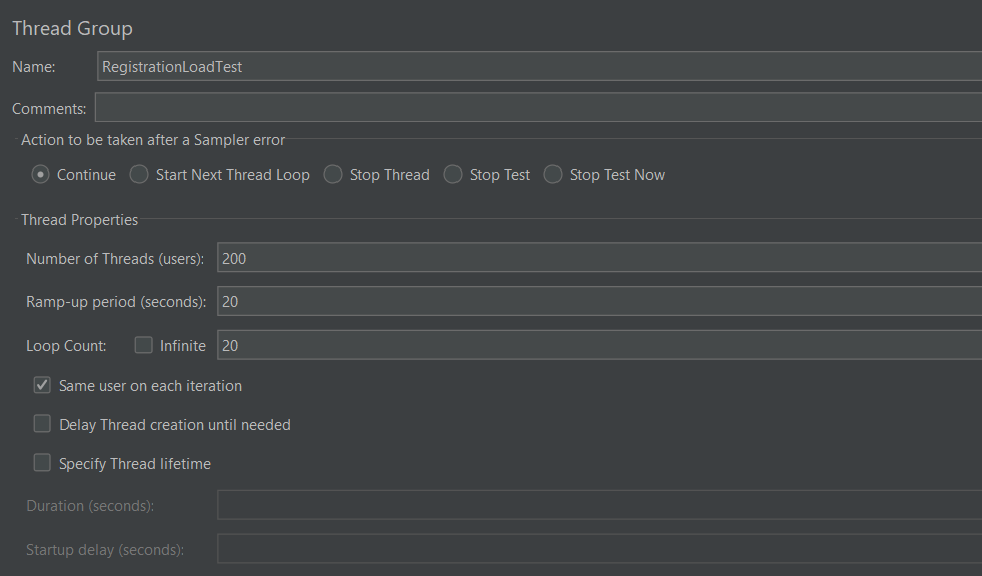 Thread Group
Name: RegistrationLoadTest
Comments:
Action to be taken after a Sampler error
Continue Start Next Thread Loop Stop Thread Stop Test Stop Test Now
Thread Properties
Number of Threads (users): 200
Ramp-up period (seconds): 20
Loop Count: Infinite 20
Same user on each iteration
Delay Thread creation until needed
Specify Thread lifetime
Duration (seconds):
Startup delay (seconds):